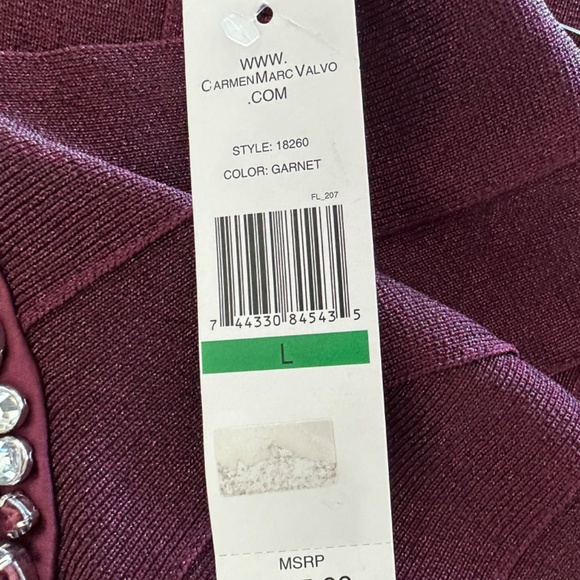 WWW.
CARMENMARCVALVO
.COM
STYLE: 18260
COLOR: GARNET
FL_207
7 44330 84543 5
L
MSRP